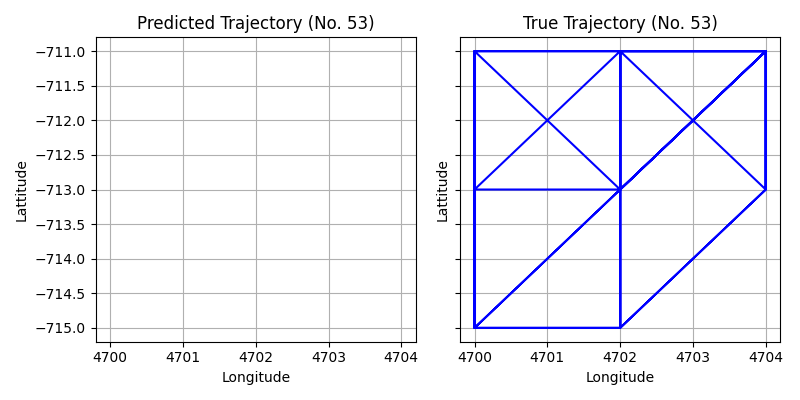 Predicted Trajectory (No. 53)
True Trajectory (No. 53)
−711.0
−711.5
−712.0
−712.5
−713.0
−713.5
−714.0
−714.5
−715.0
Lattitude
Lattitude
4700 4701 4702 4703 4704
4700 4701 4702 4703 4704
Longitude
Longitude